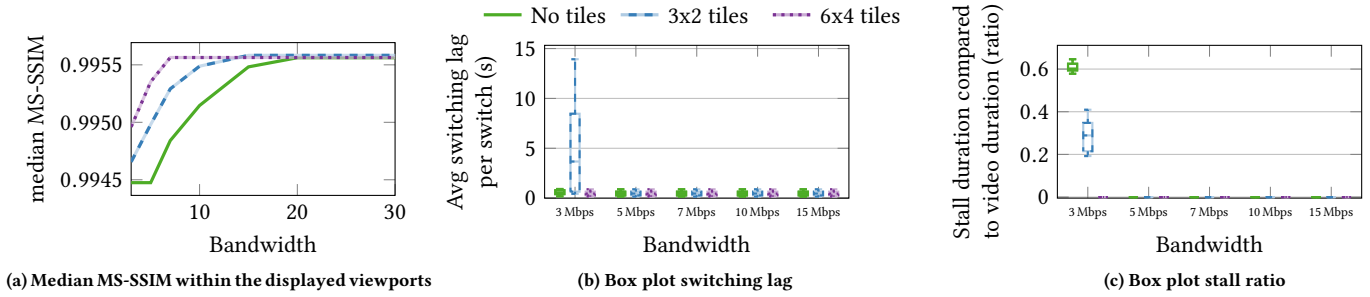 No tiles 3x2 tiles 6x4 tiles
median MS-SSIM
0.9955
0.9950
0.9945
10 20 30
Bandwidth
(a) Median MS-SSIM within the displayed viewports
Avg switching lag
per switch (s)
15
10
5
0
3 Mbps 5 Mbps 7 Mbps 10 Mbps 15 Mbps
Bandwidth
(b) Box plot switching lag
Stall duration compared
to video duration (ratio)
0.6
0.4
0.2
0
3 Mbps 5 Mbps 7 Mbps 10 Mbps 15 Mbps
Bandwidth
(c) Box plot stall ratio